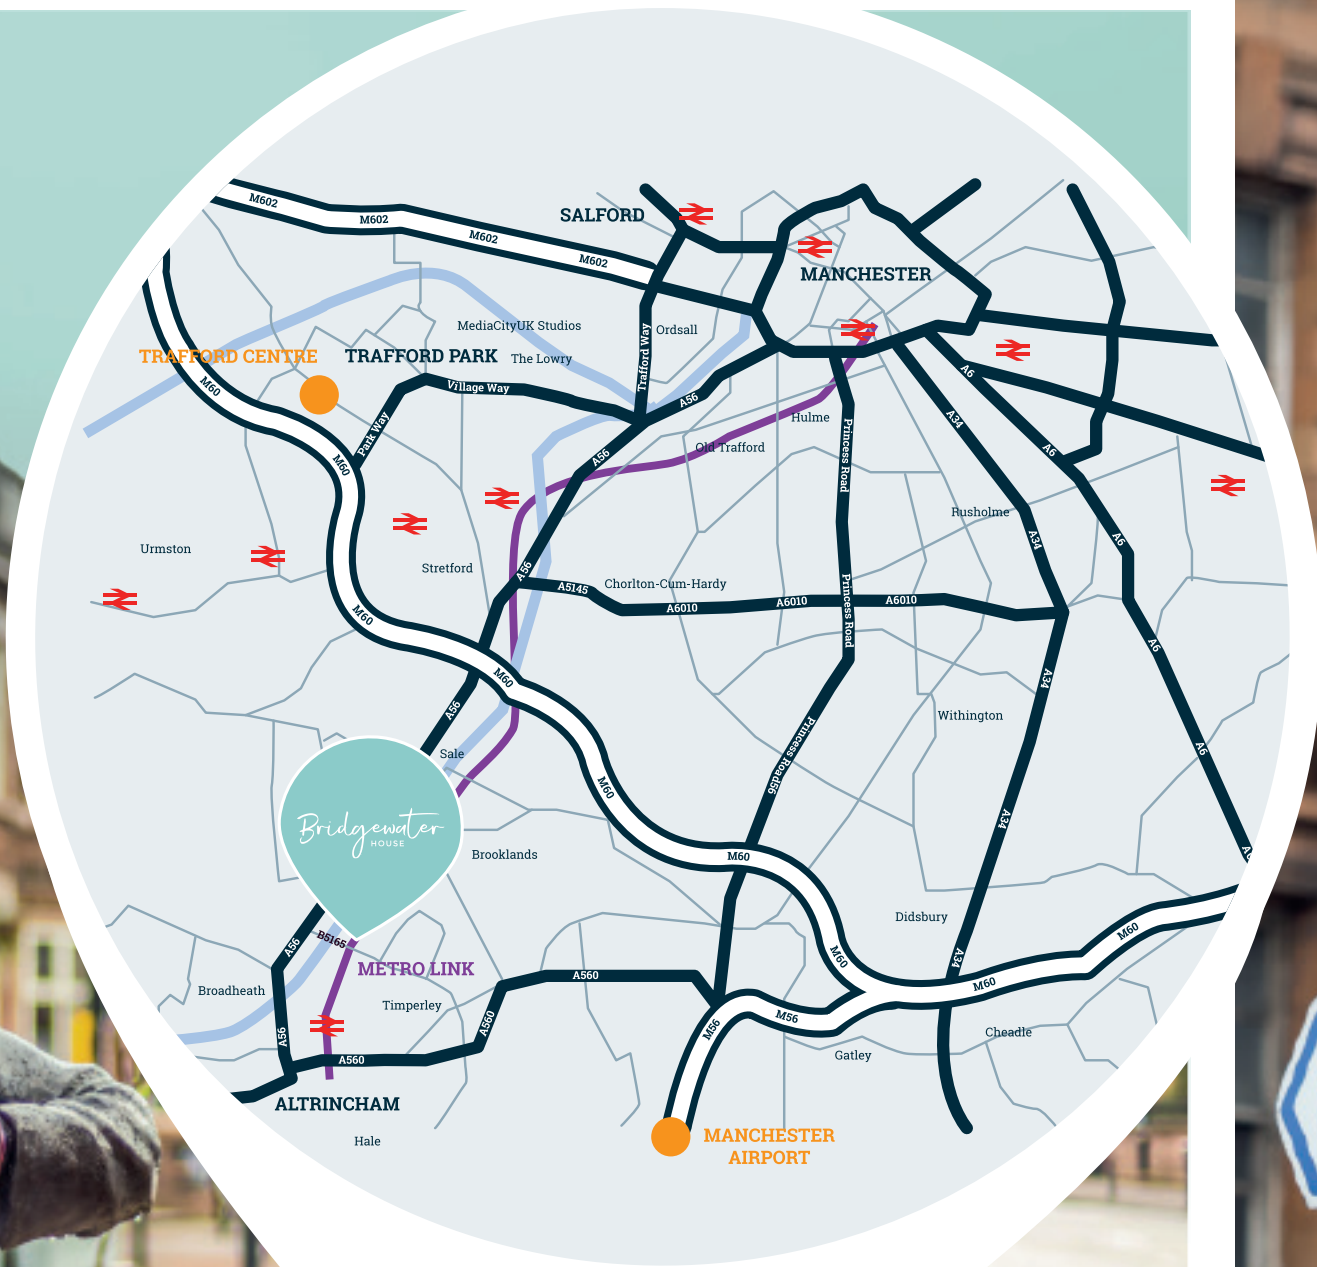 M602
M602
M602
M602
SALFORD
MANCHESTER
MediaCityUK Studios
Ordsall
Trafford Way
TRAFFORD CENTRE
TRAFFORD PARK
The Lowry
Village Way
A56
A6
M60
Park Way
Hulme
A34
Princess Road
Old Trafford
A6
A56
M60
Rusholme
A34
A6
Urmston
Stretford
A56
A5145
Chorlton-Cum-Hardy
A6010
A6010
A6010
Princess Road
M60
A6
M60
A34
A56
Withington
Sale
Princess Road56
A6
M60
Bridgewater
HOUSE
A34
Brooklands
M60
A6
Didsbury
B5165
A56
M60
A34
M60
METRO LINK
A560
M60
Broadheath
Timperley
M56
M56
A560
A56
Cheadle
Gatley
A560
ALTRINCHAM
Hale
MANCHESTER
AIRPORT